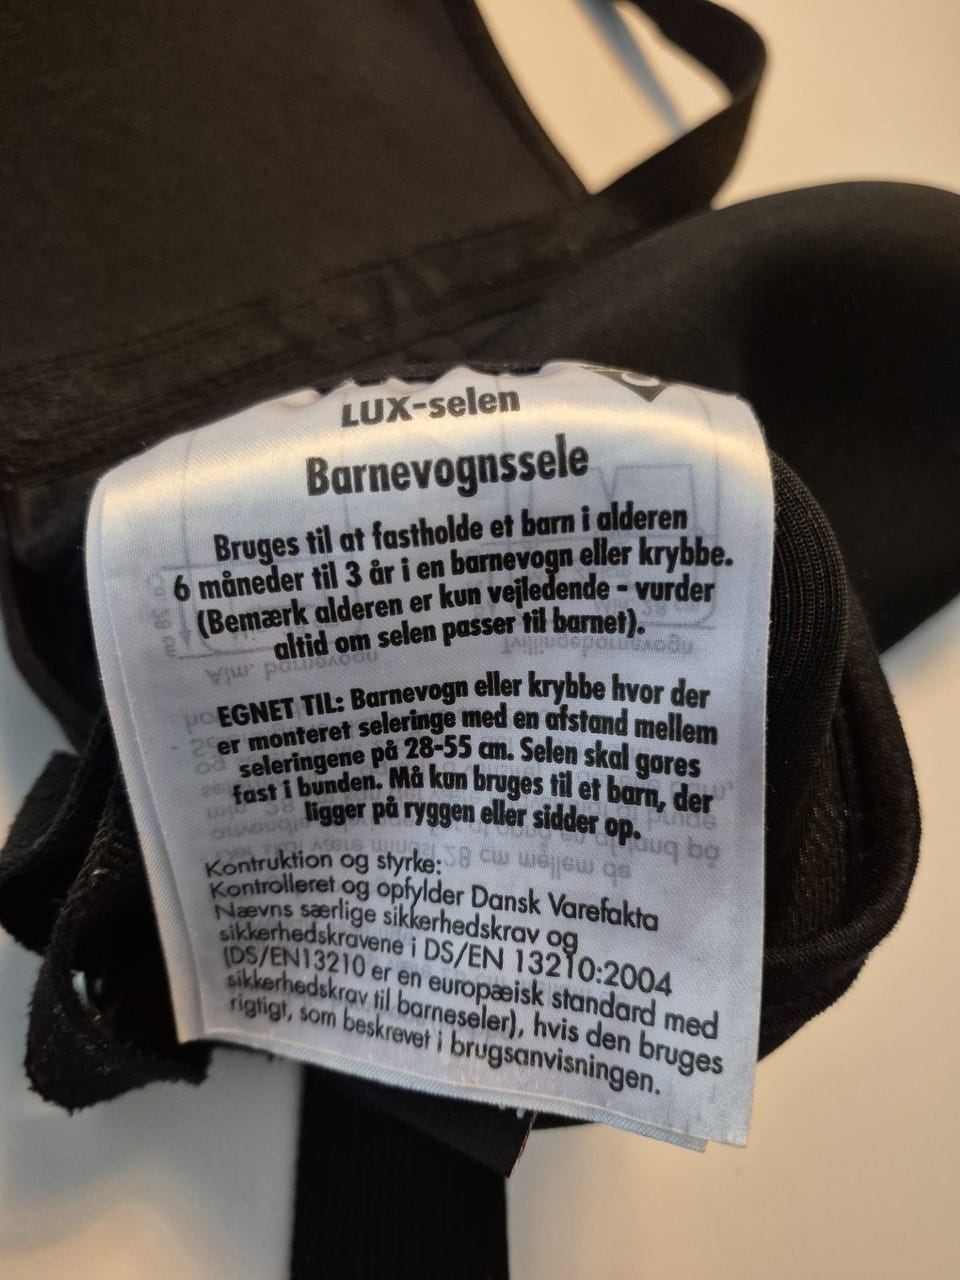 LUX-selen
Barnevognssele
Bruges til at fastholde et barn i alderen
6 måneder til 3 år i en barnevogn eller krybbe.
(Bemærk alderen er kun vejledende - vurder
altid om selen passer til barnet).
EGNET TIL: Barnevogn eller krybbe hvor der
er monteret seleringe med en afstand mellem
seleringene på 28-55 cm. Selen skal gøres
fast i bunden. Må kun bruges til et barn, der
ligger på ryggen eller sidder op.
Kontruktion og styrke:
Kontrolleret og opfylder Dansk Varefakta
Nævns særlige sikkerhedskrav og
sikkerhedskravene i DS/EN 13210:2004
(DS/EN13210 er en europæisk standard med
sikkerhedskrav til barneseler), hvis den bruges
rigtigt, som beskrevet i brugsanvisningen.